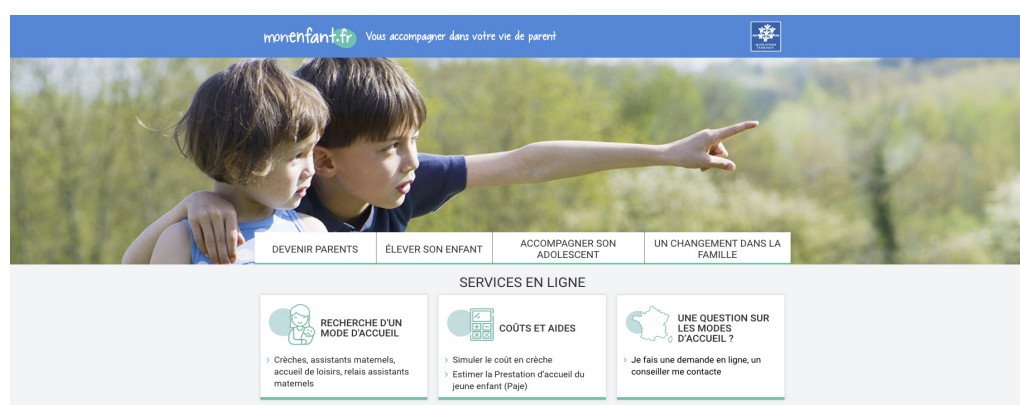 monenfant.fr Vous accompagner dans votre vie de parent
DEVENIR PARENTS
ÉLEVER SON ENFANT
ACCOMPAGNER SON
ADOLESCENT
UN CHANGEMENT DANS LA
FAMILLE
SERVICES EN LIGNE
RECHERCHE D'UN
MODE D'ACCUEIL
› Crèches, assistants maternels,
accueil de loisirs, relais assistants
maternels
COÛTS ET AIDES
› Simuler le coût en crèche
› Estimer la Prestation d'accueil du
jeune enfant (Paje)
UNE QUESTION SUR
LES MODES
D'ACCUEIL ?
› Je fais une demande en ligne, un
conseiller me contacte